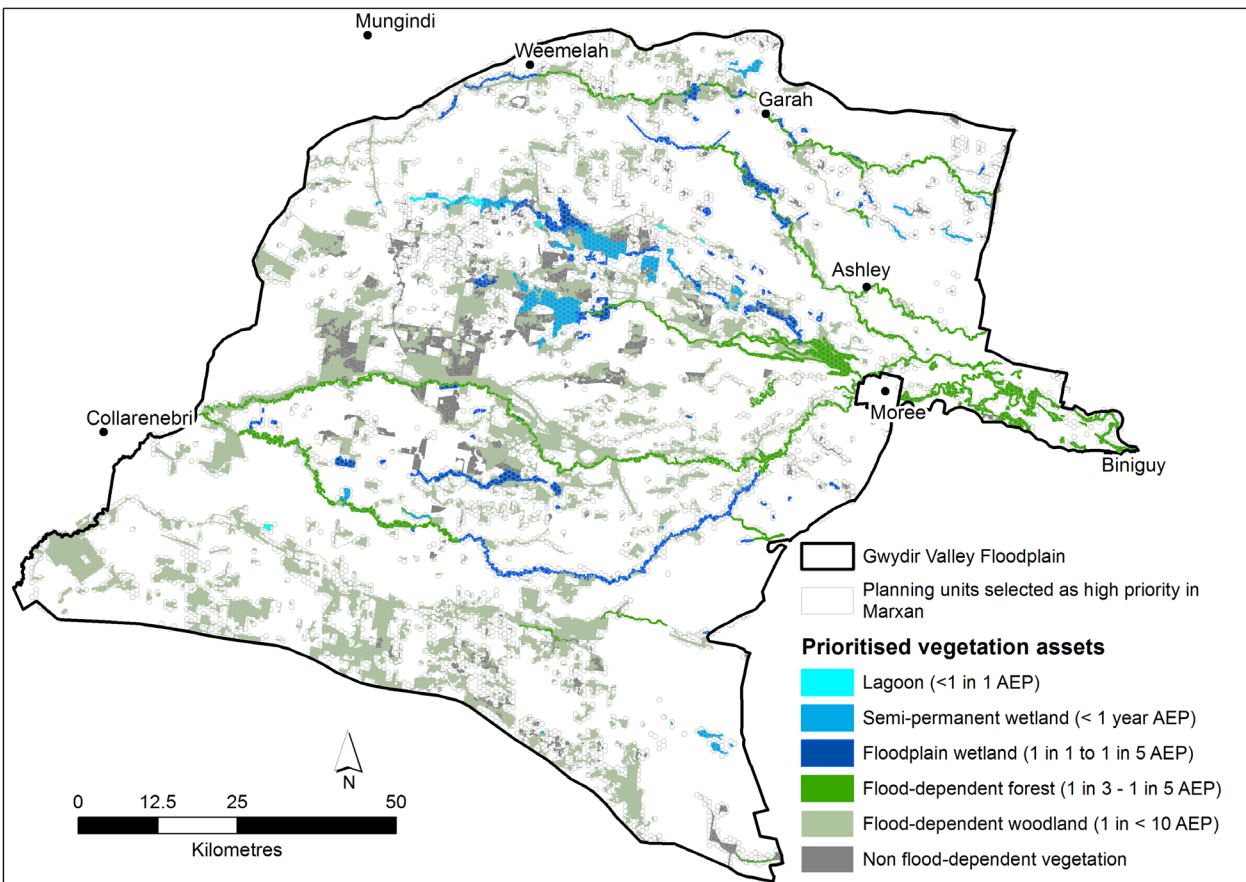 Mungindi
Weemelah
Garah
Ashley
Collarenebri
Moree
Biniguy
Gwydir Valley Floodplain
Planning units selected as high priority in
Marxan
Prioritised vegetation assets
Lagoon (<1 in 1 AEP)
Semi-permanent wetland (< 1 year AEP)
Floodplain wetland (1 in 1 to 1 in 5 AEP)
Flood-dependent forest (1 in 3 - 1 in 5 AEP)
Flood-dependent woodland (1 in < 10 AEP)
Non flood-dependent vegetation
N
0 12.5 25 50
Kilometres